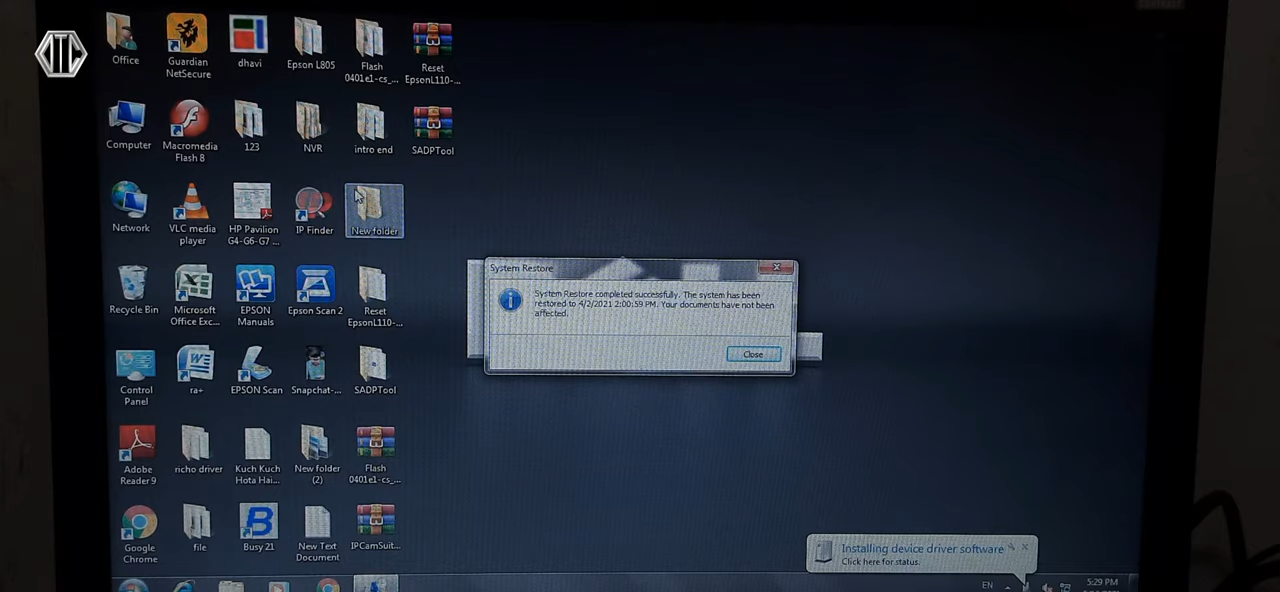 DTC
Office
Guardian
NetSecure
dhavi
Epson L805
Flash
0401e1-cs_...
Reset
EpsonL110-...
Computer
Macromedia
Flash 8
123
NVR
intro end
SADPTool
Network
VLC media
player
HP Pavilion
G4-G6-G7 ...
IP Finder
New folder
Recycle Bin
Microsoft
Office Exc...
EPSON
Manuals
Epson Scan 2
Reset
EpsonL110-...
Control
Panel
ra+
EPSON Scan
Snapchat-...
SADPTool
Adobe
Reader 9
richo driver
Kuch Kuch
Hota Hai...
New folder
(2)
Flash
0401e1-cs_...
Google
Chrome
file
Busy 21
New Text
Document
IPCamSuit...
System Restore
System Restore completed successfully. The system has been
restored to 4/2/2021 2:00:59 PM. Your documents have not been
affected.
Close
Installing device driver software
Click here for status.
EN
5:29 PM